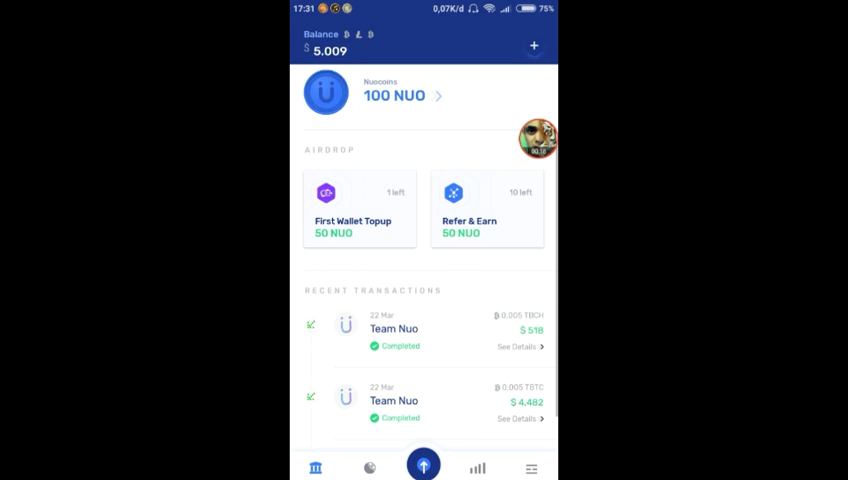 17:31 0,07K/d 75%
Balance
$ 5.009
+
Nuocoins
100 NUO
AIRDROP
1 left
First Wallet Topup
50 NUO
10 left
Refer & Earn
50 NUO
00:18
RECENT TRANSACTIONS
22 Mar
Team Nuo
Completed
0,005 TBCH
$ 518
See Details
22 Mar
Team Nuo
Completed
0,005 TBTC
$ 4,482
See Details